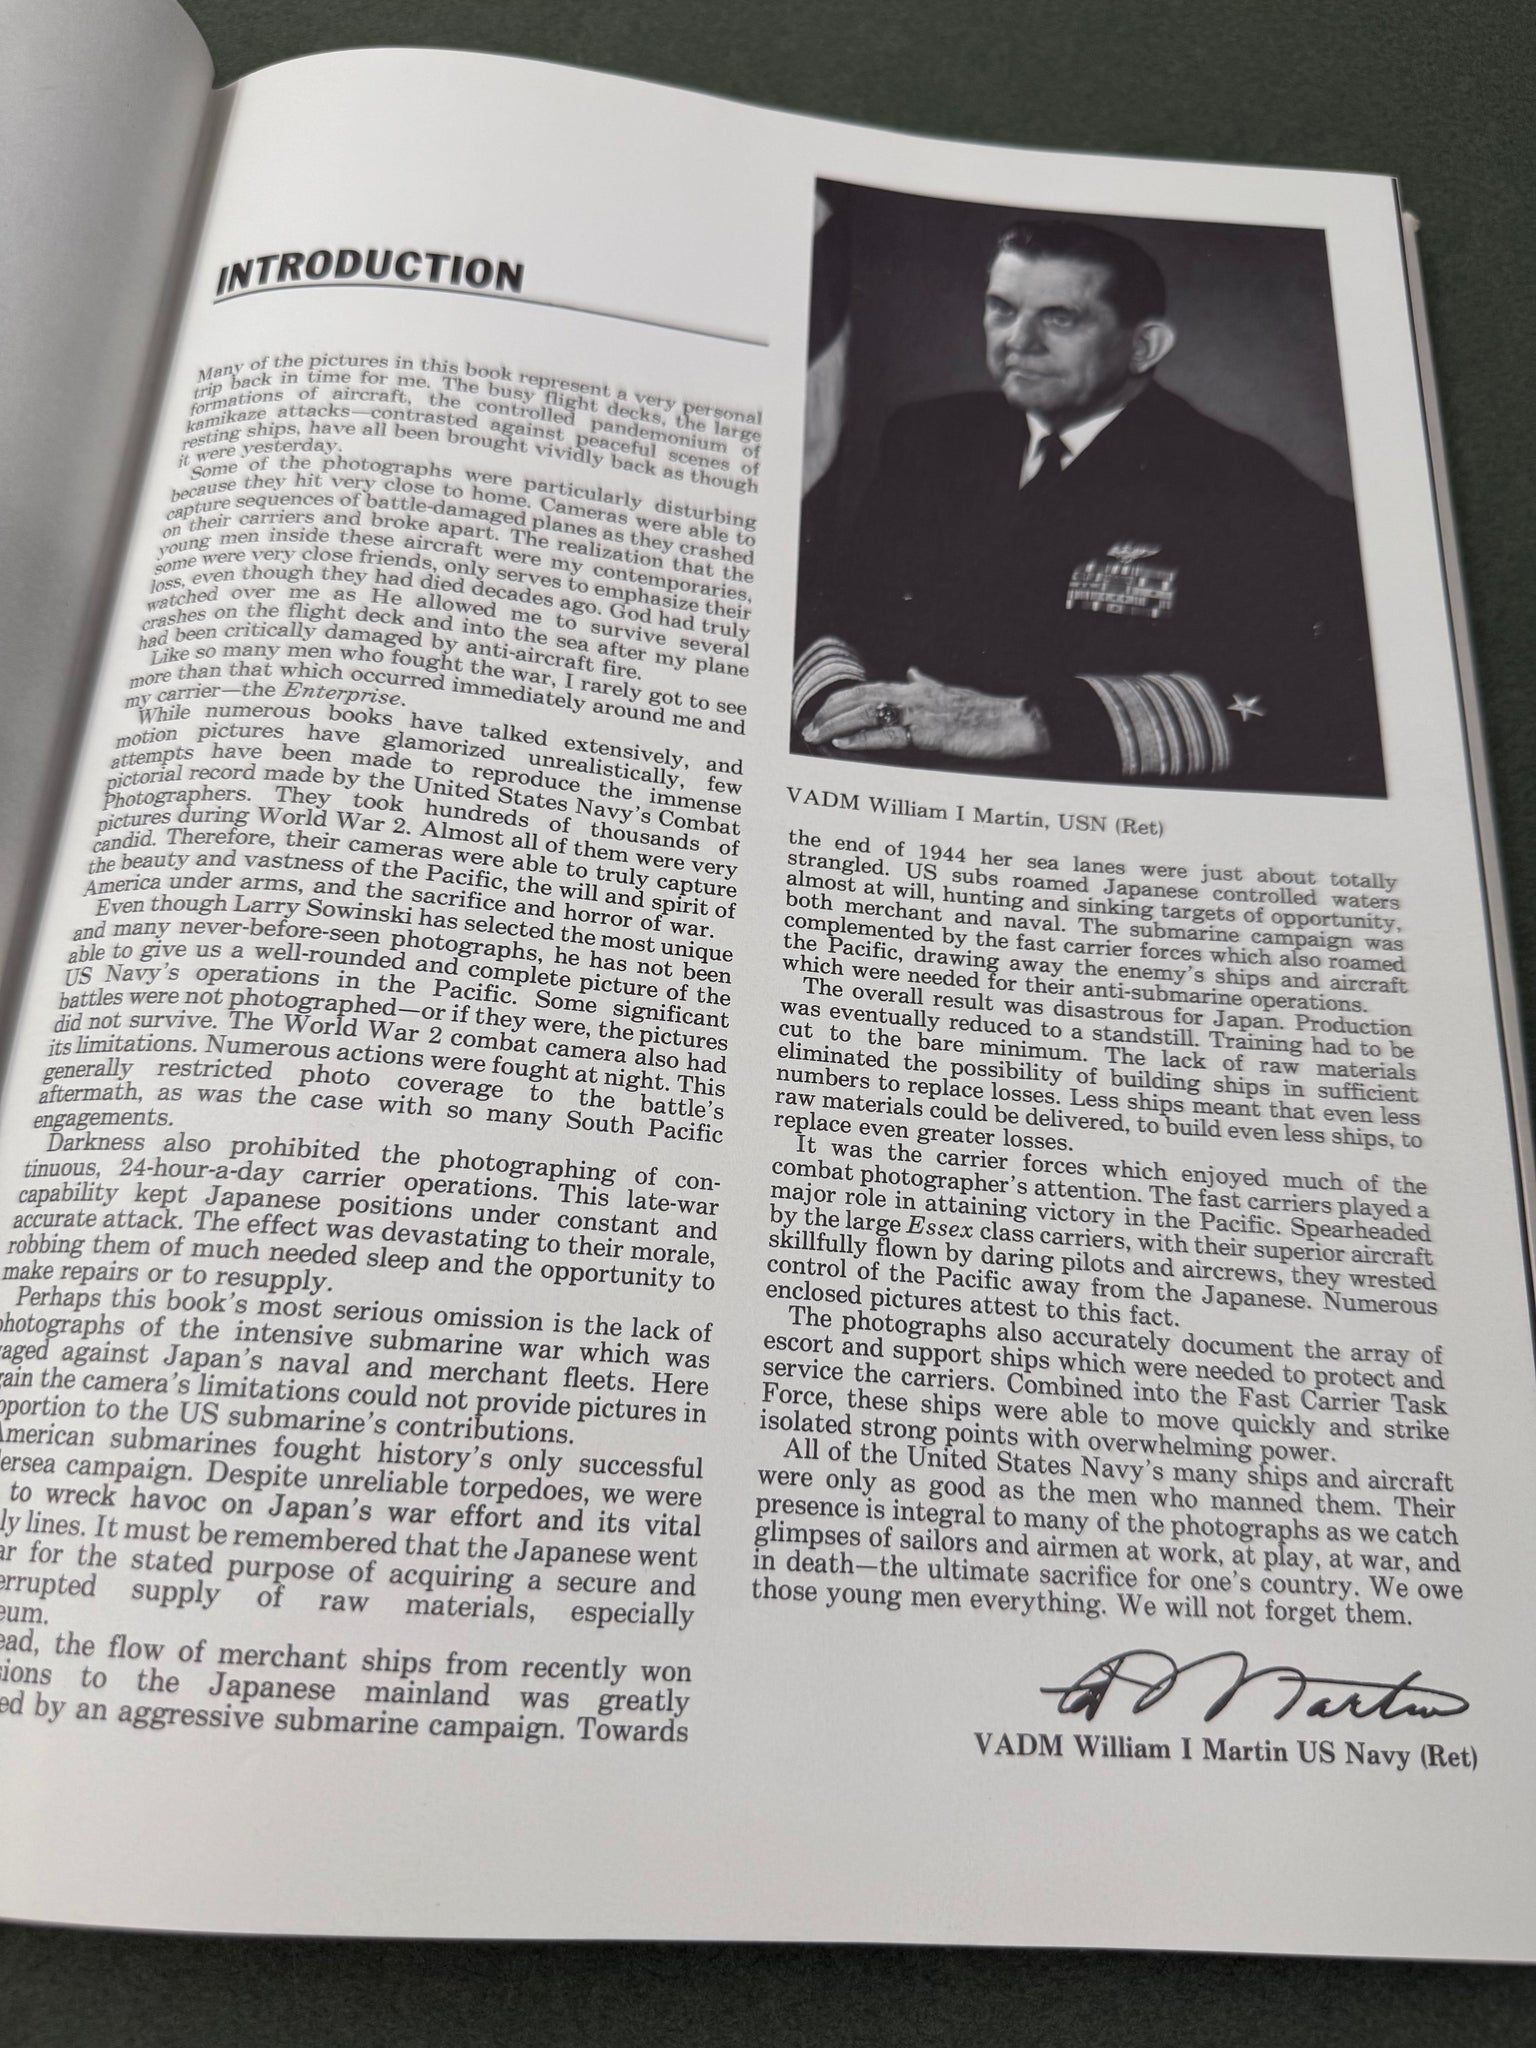 INTRODUCTION
Many of the pictures in this book represent a very personal
trip back in time for me. The busy flight decks, the large
formations of aircraft, the controlled pandemonium of
kamikaze attacks—contrasted against peaceful scenes of
resting ships, have all been brought vividly back as though
it were yesterday.
Some of the photographs were particularly disturbing
because they hit very close to home. Cameras were able to
capture sequences of battle-damaged planes as they crashed
on their carriers and broke apart. The realization that the
young men inside these aircraft were my contemporaries,
some were very close friends, only serves to emphasize their
loss, even though they had died decades ago. God had truly
watched over me as He allowed me to survive several
crashes on the flight deck and into the sea after my plane
had been critically damaged by anti-aircraft fire.
Like so many men who fought the war, I rarely got to see
more than that which occurred immediately around me and
my carrier—the Enterprise.
While numerous books have talked extensively, and
motion pictures have glamorized unrealistically, few
attempts have been made to reproduce the immense
pictorial record made by the United States Navy's Combat
Photographers. They took hundreds of thousands of
pictures during World War 2. Almost all of them were very
candid. Therefore, their cameras were able to truly capture
the beauty and vastness of the Pacific, the will and spirit of
America under arms, and the sacrifice and horror of war.
Even though Larry Sowinski has selected the most unique
and many never-before-seen photographs, he has not been
able to give us a well-rounded and complete picture of the
US Navy's operations in the Pacific. Some significant
battles were not photographed—or if they were, the pictures
did not survive. The World War 2 combat camera also had
its limitations. Numerous actions were fought at night. This
generally restricted photo coverage to the battle's
aftermath, as was the case with so many South Pacific
engagements.
Darkness also prohibited the photographing of con-
tinuous, 24-hour-a-day carrier operations. This late-war
capability kept Japanese positions under constant and
accurate attack. The effect was devastating to their morale,
robbing them of much needed sleep and the opportunity to
make repairs or to resupply.
Perhaps this book's most serious omission is the lack of
photographs of the intensive submarine war which was
aged against Japan's naval and merchant fleets. Here
ain the camera's limitations could not provide pictures in
oportion to the US submarine's contributions.
American submarines fought history's only successful
ersea campaign. Despite unreliable torpedoes, we were
to wreck havoc on Japan's war effort and its vital
ly lines. It must be remembered that the Japanese went
ar for the stated purpose of acquiring a secure and
errupted supply of raw materials, especially
eum.
ead, the flow of merchant ships from recently won
sions to the Japanese mainland was greatly
ed by an aggressive submarine campaign. Towards
VADM William I Martin, USN (Ret)
the end of 1944 her sea lanes were just about totally
strangled. US subs roamed Japanese controlled waters
almost at will, hunting and sinking targets of opportunity,
both merchant and naval. The submarine campaign was
complemented by the fast carrier forces which also roamed
the Pacific, drawing away the enemy's ships and aircraft
which were needed for their anti-submarine operations.
The overall result was disastrous for Japan. Production
was eventually reduced to a standstill. Training had to be
cut to the bare minimum. The lack of raw materials
eliminated the possibility of building ships in sufficient
numbers to replace losses. Less ships meant that even less
raw materials could be delivered, to build even less ships, to
replace even greater losses.
It was the carrier forces which enjoyed much of the
combat photographer's attention. The fast carriers played a
major role in attaining victory in the Pacific. Spearheaded
by the large Essex class carriers, with their superior aircraft
skillfully flown by daring pilots and aircrews, they wrested
control of the Pacific away from the Japanese. Numerous
enclosed pictures attest to this fact.
The photographs also accurately document the array of
escort and support ships which were needed to protect and
service the carriers. Combined into the Fast Carrier Task
Force, these ships were able to move quickly and strike
isolated strong points with overwhelming power.
All of the United States Navy's many ships and aircraft
were only as good as the men who manned them. Their
presence is integral to many of the photographs as we catch
glimpses of sailors and airmen at work, at play, at war, and
in death—the ultimate sacrifice for one's country. We owe
those young men everything. We will not forget them.
Martin
VADM William I Martin US Navy (Ret)